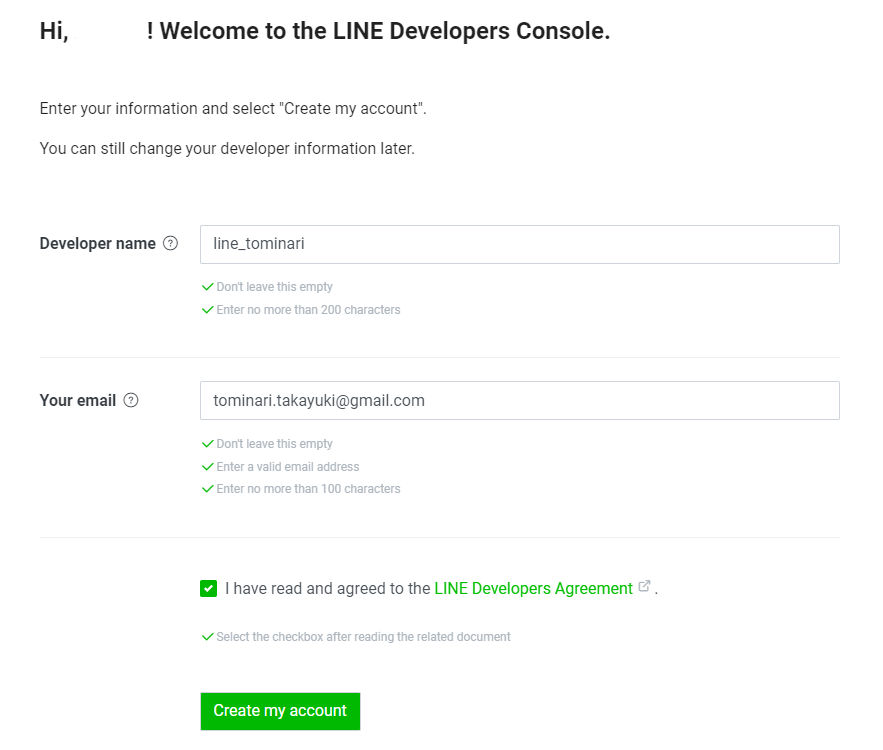 Hi, ! Welcome to the LINE Developers Console.
Enter your information and select "Create my account".
You can still change your developer information later.
Developer name ?
line_tominari
Don't leave this empty
Enter no more than 200 characters
Your email ?
tominari.takayuki@gmail.com
Don't leave this empty
Enter a valid email address
Enter no more than 100 characters
I have read and agreed to the LINE Developers Agreement .
Select the checkbox after reading the related document
Create my account